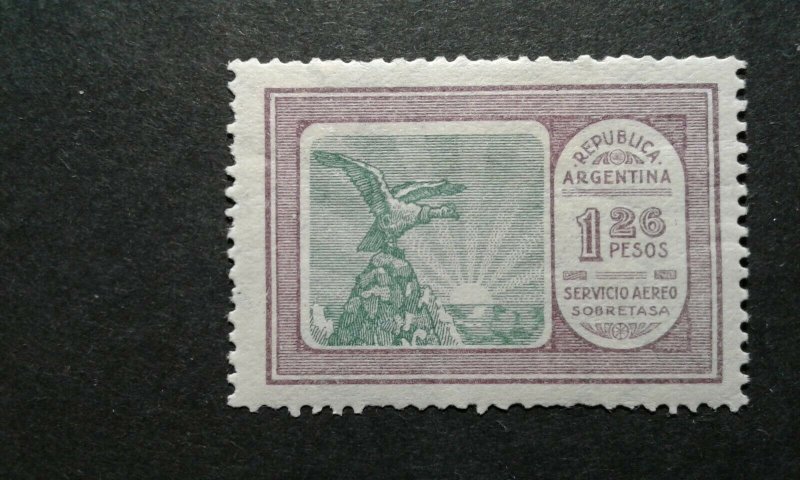 REPUBLICA
ARGENTINA
1 26
PESOS
SERVICIO AEREO
SOBRETASA